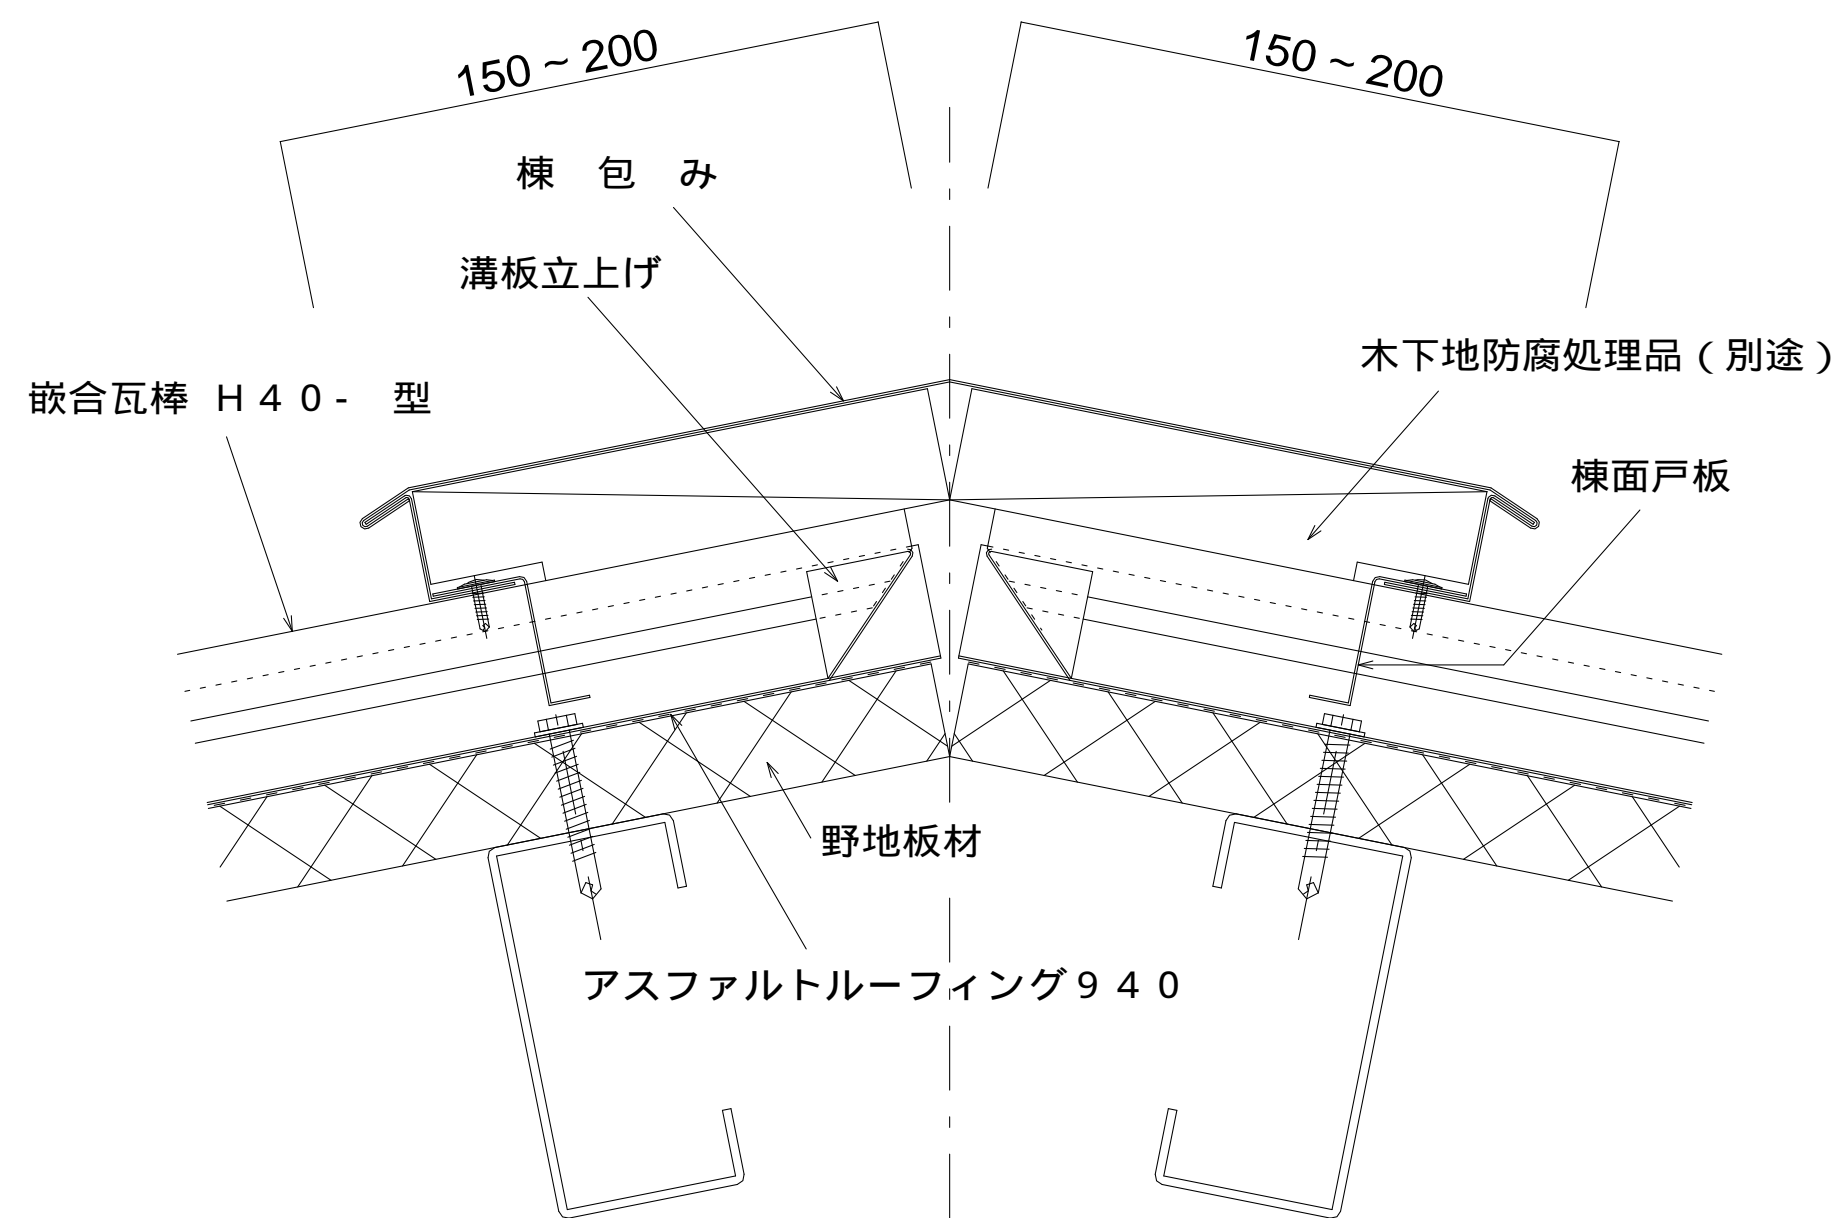 150 ~ 200
150 ~ 200
棟　包　み
溝板立上げ
木下地防腐処理品（別途）
嵌合瓦棒 Ｈ４０-　型
棟面戸板
野地板材
アスファルトルーフィング９４０